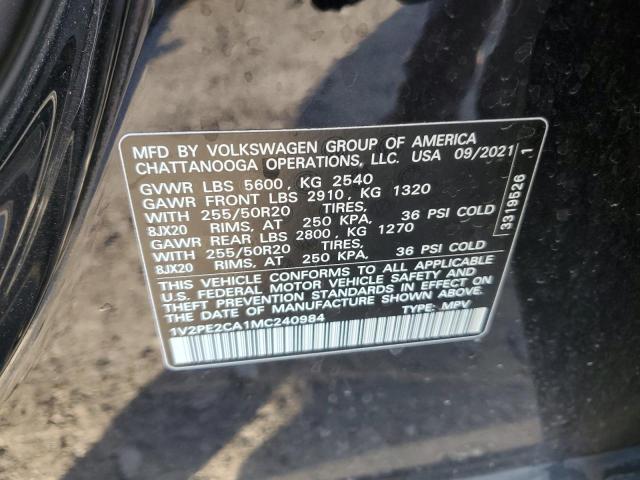 MFD BY VOLKSWAGEN GROUP OF AMERICA
CHATTANOOGA OPERATIONS, LLC. USA 09/2021
GVWR LBS 5600, KG 2540
GAWR FRONT LBS 2910, KG 1320
WITH 255/50R20 TIRES,
8JX20 RIMS, AT 250 KPA, 36 PSI COLD
GAWR REAR LBS 2800, KG 1270
WITH 255/50R20 TIRES,
8JX20 RIMS, AT 250 KPA, 36 PSI COLD
THIS VEHICLE CONFORMS TO ALL APPLICABLE
U.S. FEDERAL MOTOR VEHICLE SAFETY AND
THEFT PREVENTION STANDARDS IN EFFECT ON
THE DATE OF MANUFACTURE SHOWN ABOVE.
1V2PE2CA1MC240984 TYPE: MPV
3319626 1